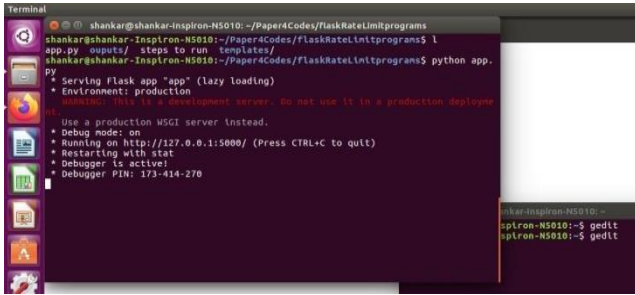 Terminal
shankar@shankar-Inspiron-N5010: ~/Paper4Codes/flaskRateLimitprograms
shankar@shankar-Inspiron-N5010:~/Paper4Codes/flaskRateLimitprograms$ l
app.py  ouputs/  steps to run  templates/
shankar@shankar-Inspiron-N5010:~/Paper4Codes/flaskRateLimitprograms$ python app.
py
 * Serving Flask app "app" (lazy loading)
 * Environment: production
   WARNING: This is a development server. Do not use it in a production deployme
nt.
   Use a production WSGI server instead.
 * Debug mode: on
 * Running on http://127.0.0.1:5000/ (Press CTRL+C to quit)
 * Restarting with stat
 * Debugger is active!
 * Debugger PIN: 173-414-270
nkar-Inspiron-N5010: ~
spiron-N5010:~$ gedit
spiron-N5010:~$ gedit